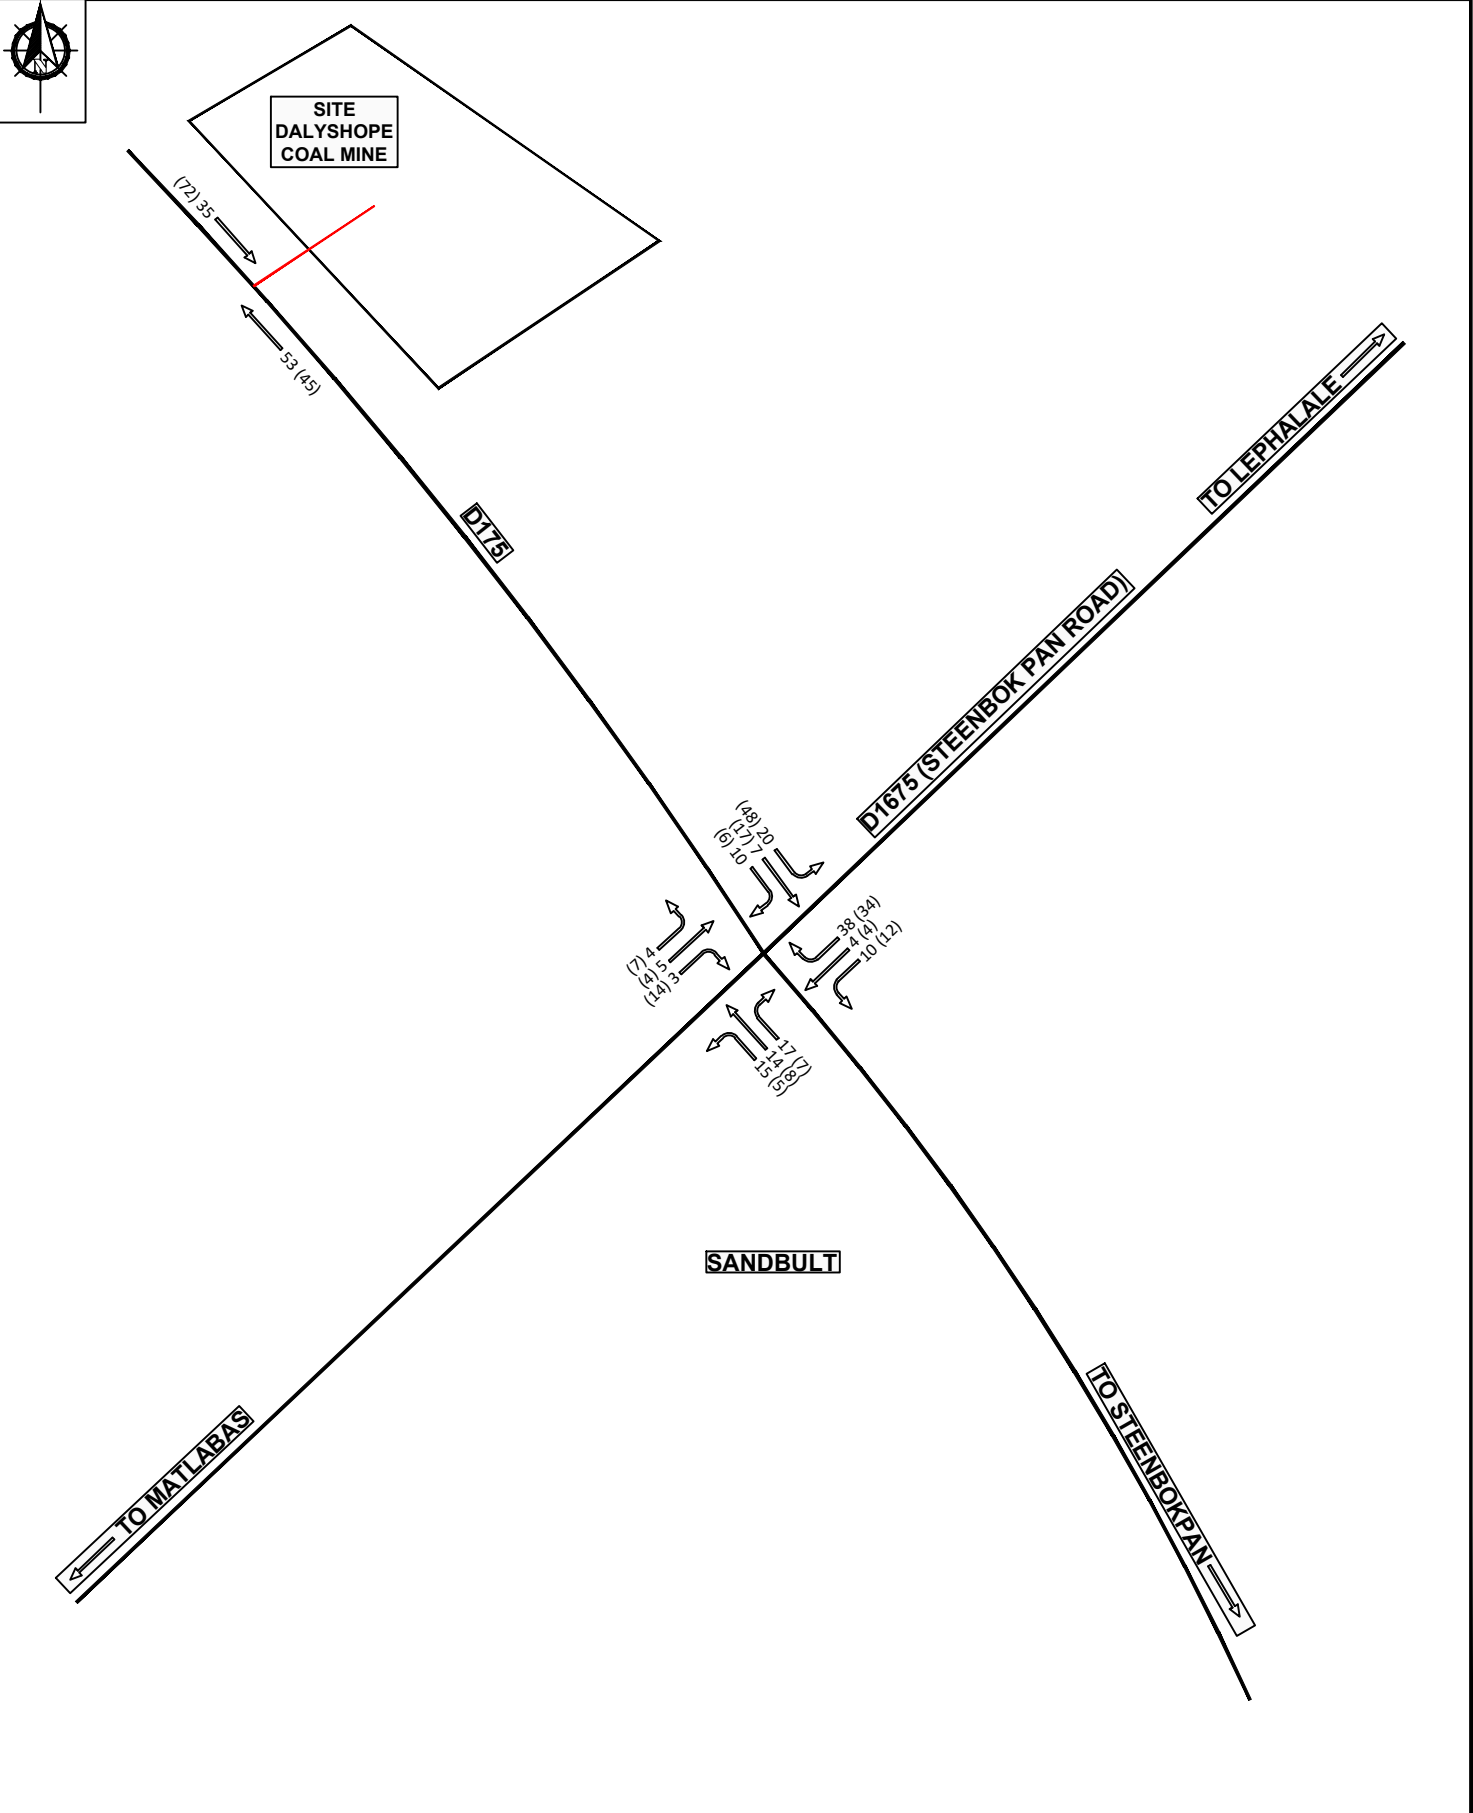 N
SITE
DALYSHOPE
COAL MINE
(72) 35
53 (45)
D175
TO LEPHALALE
D1675 (STEENBOK PAN ROAD)
(48) 20
(17) 7
(6) 10
38 (34)
4 (4)
10 (12)
(7) 4
(4) 5
(14) 3
17 (7)
14 (8)
15 (5)
SANDBULT
TO MATLABAS
TO STEENBOKPAN